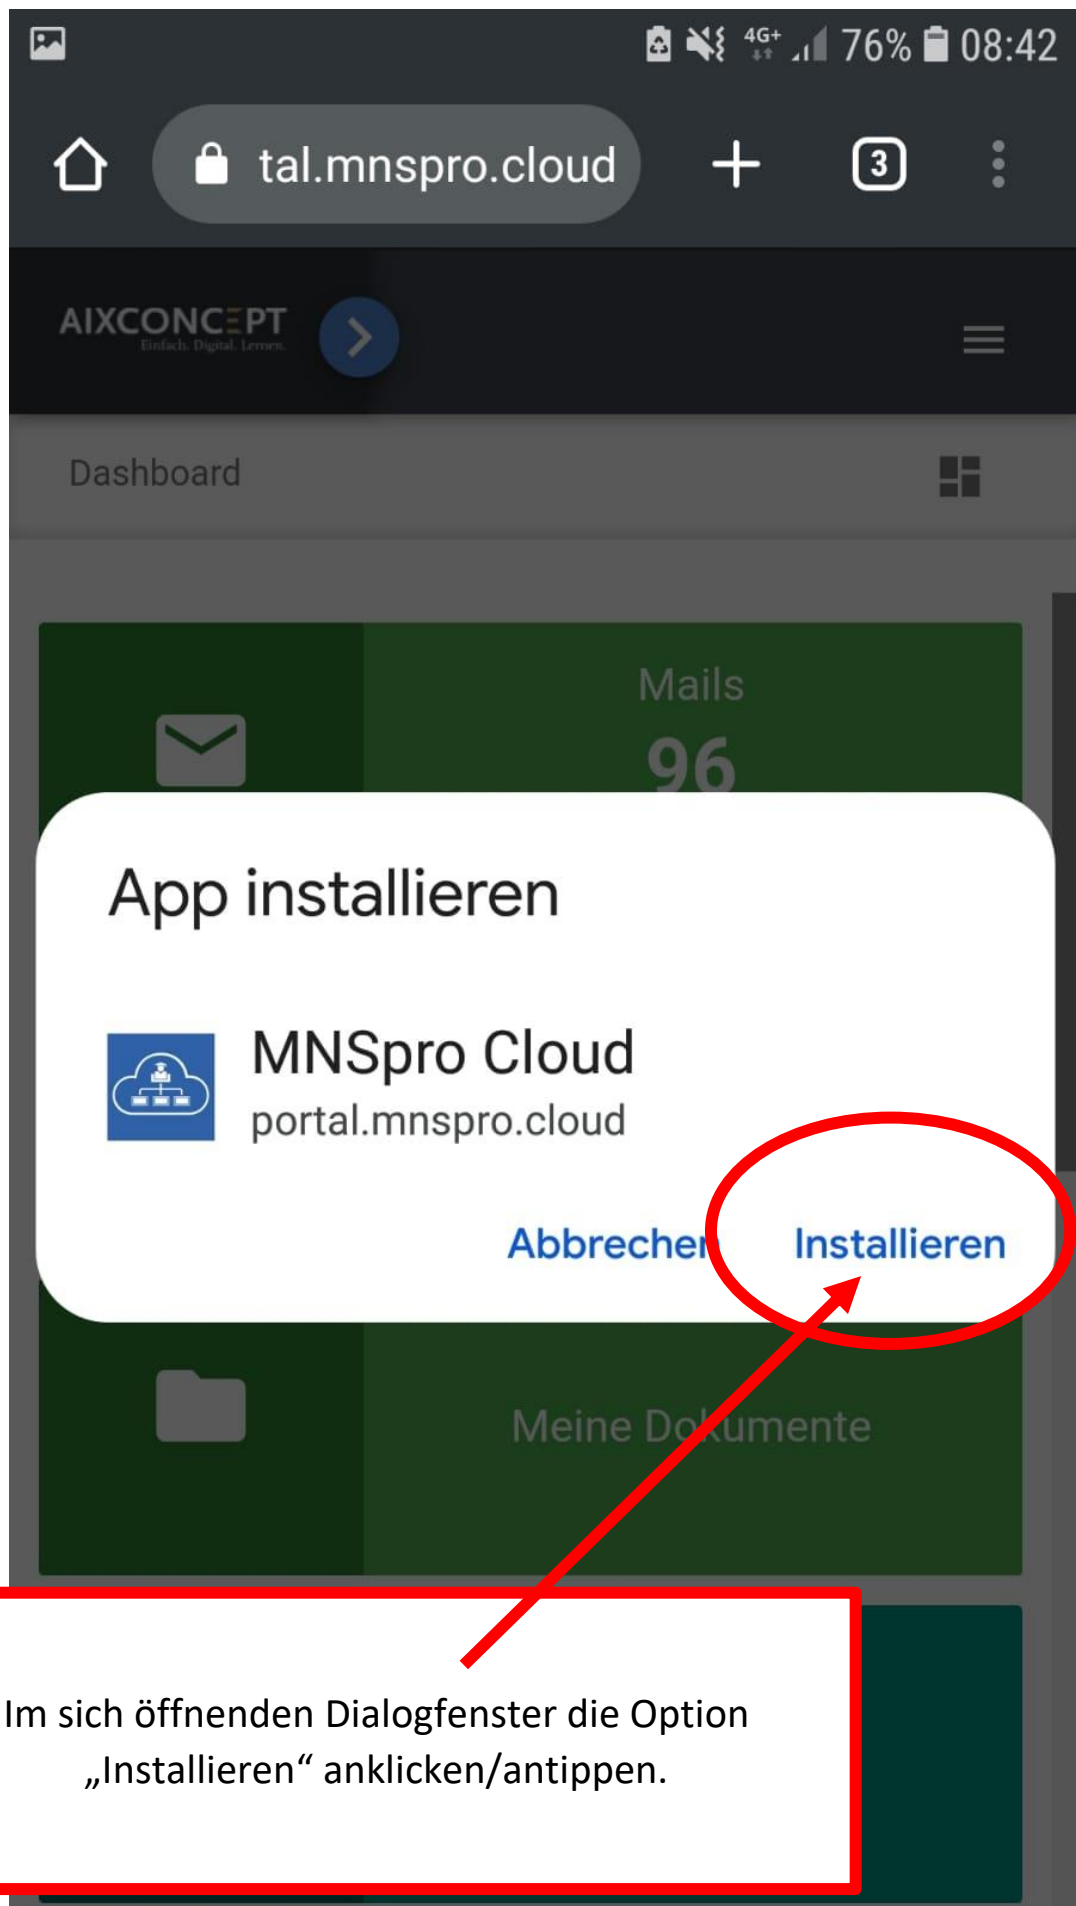 4G+ 76% 08:42
tal.mnspro.cloud 3
AIXCONCEPT
Einfach. Digital. Lernen.
Dashboard
Mails
96
App installieren
MNSpro Cloud
portal.mnspro.cloud
Abbrechen Installieren
Meine Dokumente
Im sich öffnenden Dialogfenster die Option
„Installieren“ anklicken/antippen.